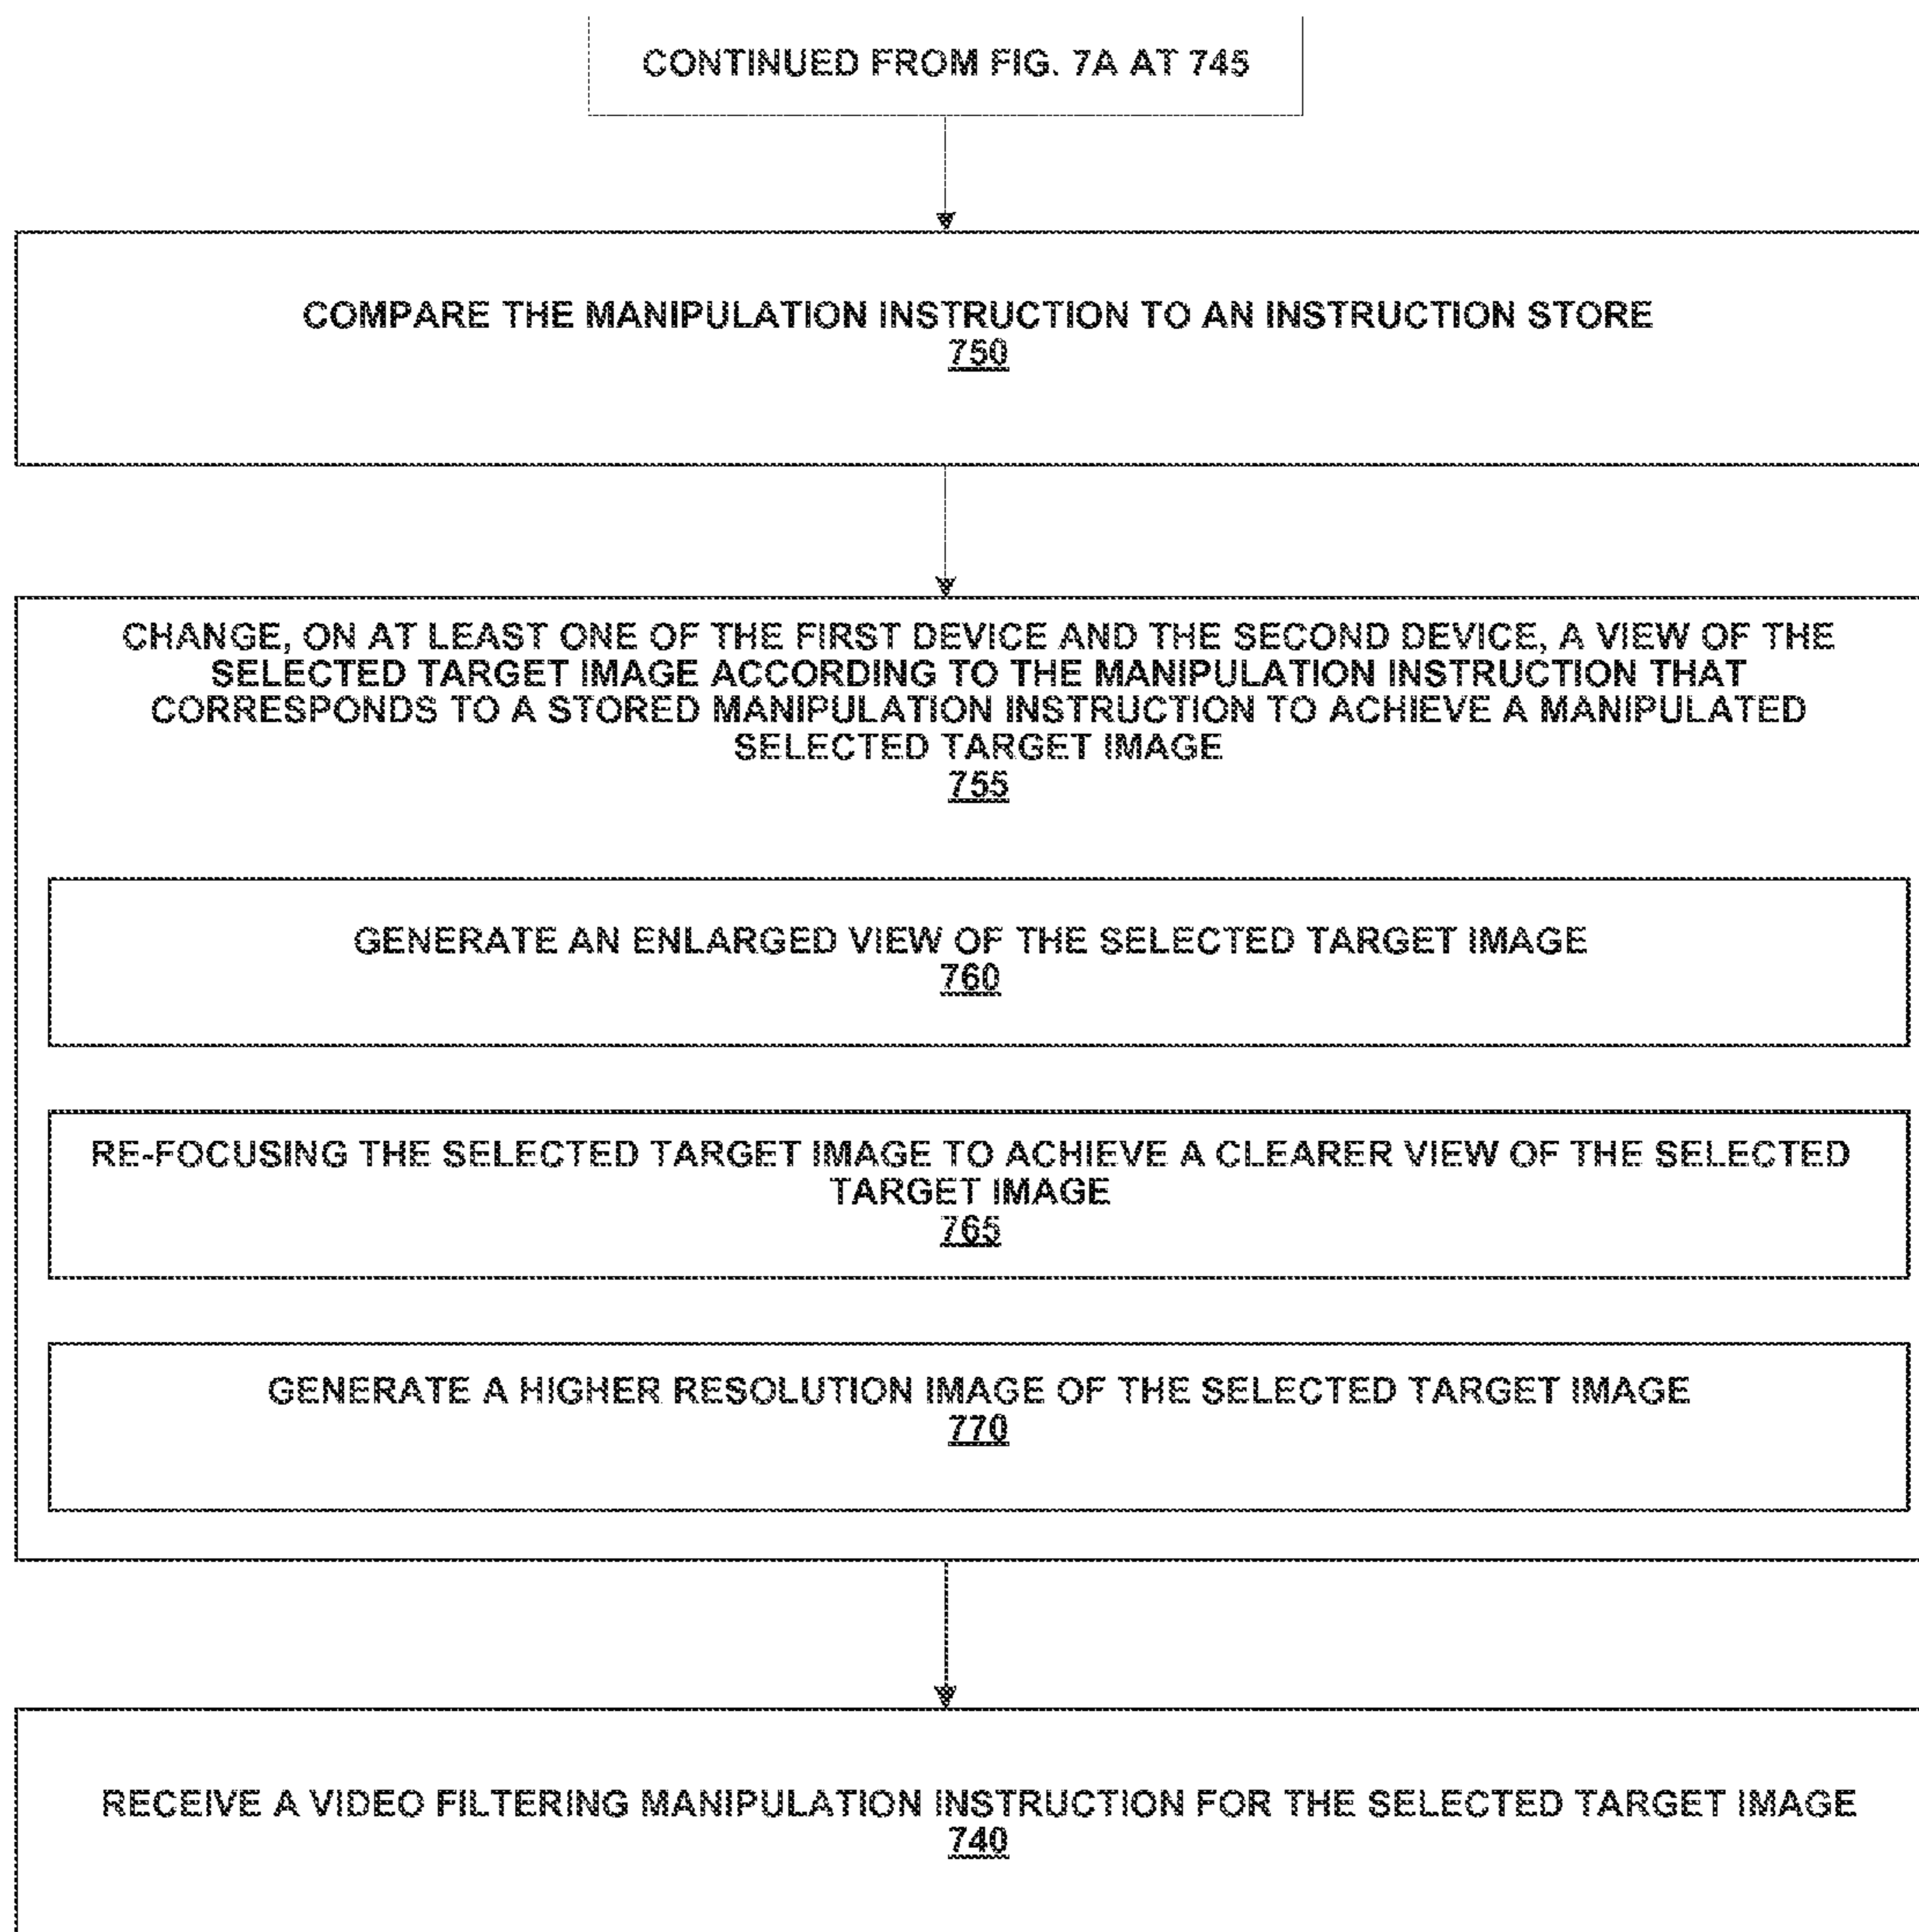 CONTINUED FROM FIG. 7A AT 745
COMPARE THE MANIPULATION INSTRUCTION TO AN INSTRUCTION STORE
750
CHANGE, ON AT LEAST ONE OF THE FIRST DEVICE AND THE SECOND DEVICE, A VIEW OF THE
SELECTED TARGET IMAGE ACCORDING TO THE MANIPULATION INSTRUCTION THAT
CORRESPONDS TO A STORED MANIPULATION INSTRUCTION TO ACHIEVE A MANIPULATED
SELECTED TARGET IMAGE
755
GENERATE AN ENLARGED VIEW OF THE SELECTED TARGET IMAGE
760
RE-FOCUSING THE SELECTED TARGET IMAGE TO ACHIEVE A CLEARER VIEW OF THE SELECTED
TARGET IMAGE
765
GENERATE A HIGHER RESOLUTION IMAGE OF THE SELECTED TARGET IMAGE
770
RECEIVE A VIDEO FILTERING MANIPULATION INSTRUCTION FOR THE SELECTED TARGET IMAGE
740